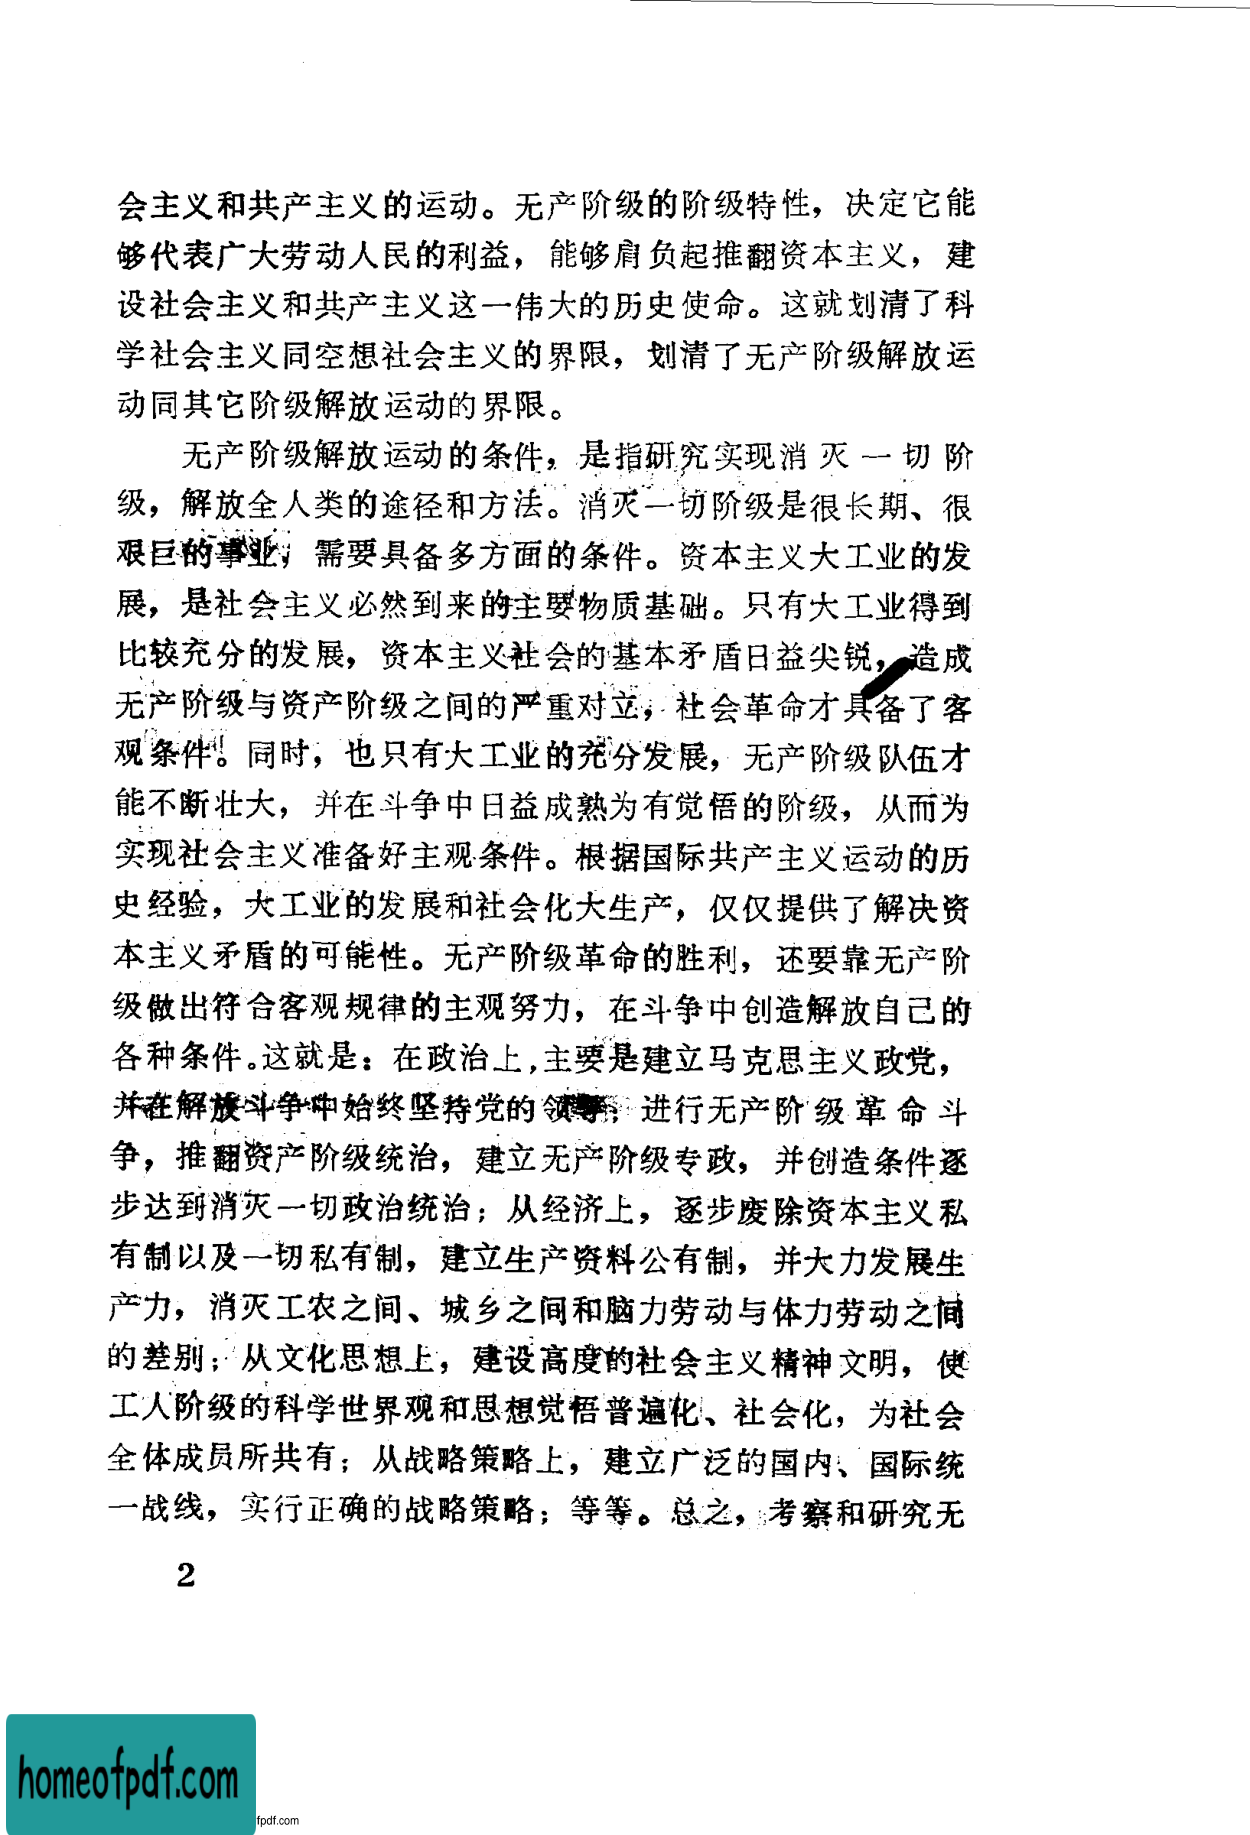 会主义和共产主义的运动。无产阶级的阶级特性，决定它能
够代表广大劳动人民的利益，能够肩负起推翻资本主义，建
设社会主义和共产主义这一伟大的历史使命。这就划清了科
学社会主义同空想社会主义的界限，划清了无产阶级解放运
动同其它阶级解放运动的界限。
无产阶级解放运动的条件，是指研究实现消灭一切阶
级，解放全人类的途径和方法。消灭一切阶级是很长期、很
艰巨的事业，需要具备多方面的条件。资本主义大工业的发
展，是社会主义必然到来的主要物质基础。只有大工业得到
比较充分的发展，资本主义社会的基本矛盾日益尖锐，造成
无产阶级与资产阶级之间的严重对立，社会革命才具备了客
观条件。同时，也只有大工业的充分发展，无产阶级队伍才
能不断壮大，并在斗争中日益成熟为有觉悟的阶级，从而为
实现社会主义准备好主观条件。根据国际共产主义运动的历
史经验，大工业的发展和社会化大生产，仅仅提供了解决资
本主义矛盾的可能性。无产阶级革命的胜利，还要靠无产阶
级做出符合客观规律的主观努力，在斗争中创造解放自己的
各种条件。这就是：在政治上，主要是建立马克思主义政党，
并在解放斗争中始终坚持党的领导；进行无产阶级革命斗
争，推翻资产阶级统治，建立无产阶级专政，并创造条件逐
步达到消灭一切政治统治；从经济上，逐步废除资本主义私
有制以及一切私有制，建立生产资料公有制，并大力发展生
产力，消灭工农之间、城乡之间和脑力劳动与体力劳动之间
的差别；从文化思想上，建设高度的社会主义精神文明，使
工人阶级的科学世界观和思想觉悟普遍化、社会化，为社会
全体成员所共有；从战略策略上，建立广泛的国内、国际统
一战线，实行正确的战略策略；等等。总之，考察和研究无
2
homeofpdf.com
fpdf.com